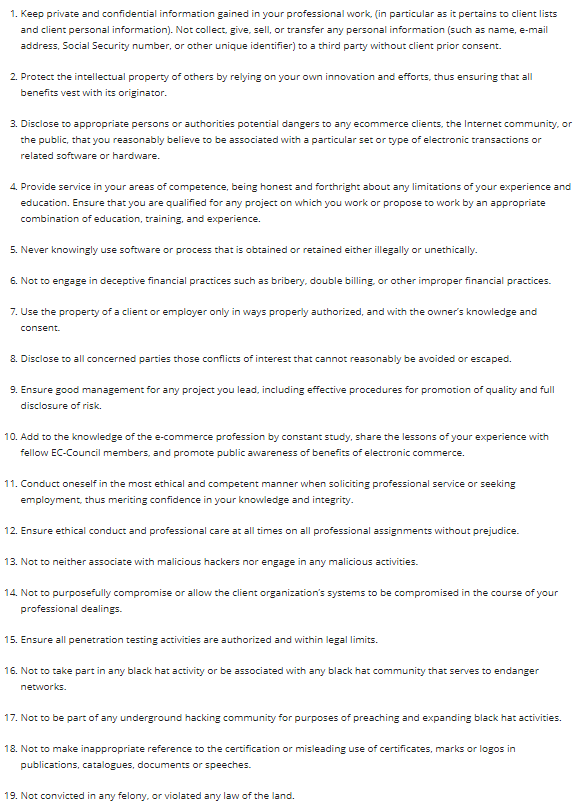 1. Keep private and confidential information gained in your professional work, (in particular as it pertains to client lists
and client personal information). Not collect, give, sell, or transfer any personal information (such as name, e-mail
address, Social Security number, or other unique identifier) to a third party without client prior consent.
2. Protect the intellectual property of others by relying on your own innovation and efforts, thus ensuring that all
benefits vest with its originator.
3. Disclose to appropriate persons or authorities potential dangers to any ecommerce clients, the Internet community, or
the public, that you reasonably believe to be associated with a particular set or type of electronic transactions or
related software or hardware.
4. Provide service in your areas of competence, being honest and forthright about any limitations of your experience and
education. Ensure that you are qualified for any project on which you work or propose to work by an appropriate
combination of education, training, and experience.
5. Never knowingly use software or process that is obtained or retained either illegally or unethically.
6. Not to engage in deceptive financial practices such as bribery, double billing, or other improper financial practices.
7. Use the property of a client or employer only in ways properly authorized, and with the owner's knowledge and
consent.
8. Disclose to all concerned parties those conflicts of interest that cannot reasonably be avoided or escaped.
9. Ensure good management for any project you lead, including effective procedures for promotion of quality and full
disclosure of risk.
10. Add to the knowledge of the e-commerce profession by constant study, share the lessons of your experience with
fellow EC-Council members, and promote public awareness of benefits of electronic commerce.
11. Conduct oneself in the most ethical and competent manner when soliciting professional service or seeking
employment, thus meriting confidence in your knowledge and integrity.
12. Ensure ethical conduct and professional care at all times on all professional assignments without prejudice.
13. Not to neither associate with malicious hackers nor engage in any malicious activities.
14. Not to purposefully compromise or allow the client organization's systems to be compromised in the course of your
professional dealings.
15. Ensure all penetration testing activities are authorized and within legal limits.
16. Not to take part in any black hat activity or be associated with any black hat community that serves to endanger
networks.
17. Not to be part of any underground hacking community for purposes of preaching and expanding black hat activities.
18. Not to make inappropriate reference to the certification or misleading use of certificates, marks or logos in
publications, catalogues, documents or speeches.
19. Not convicted in any felony, or violated any law of the land.